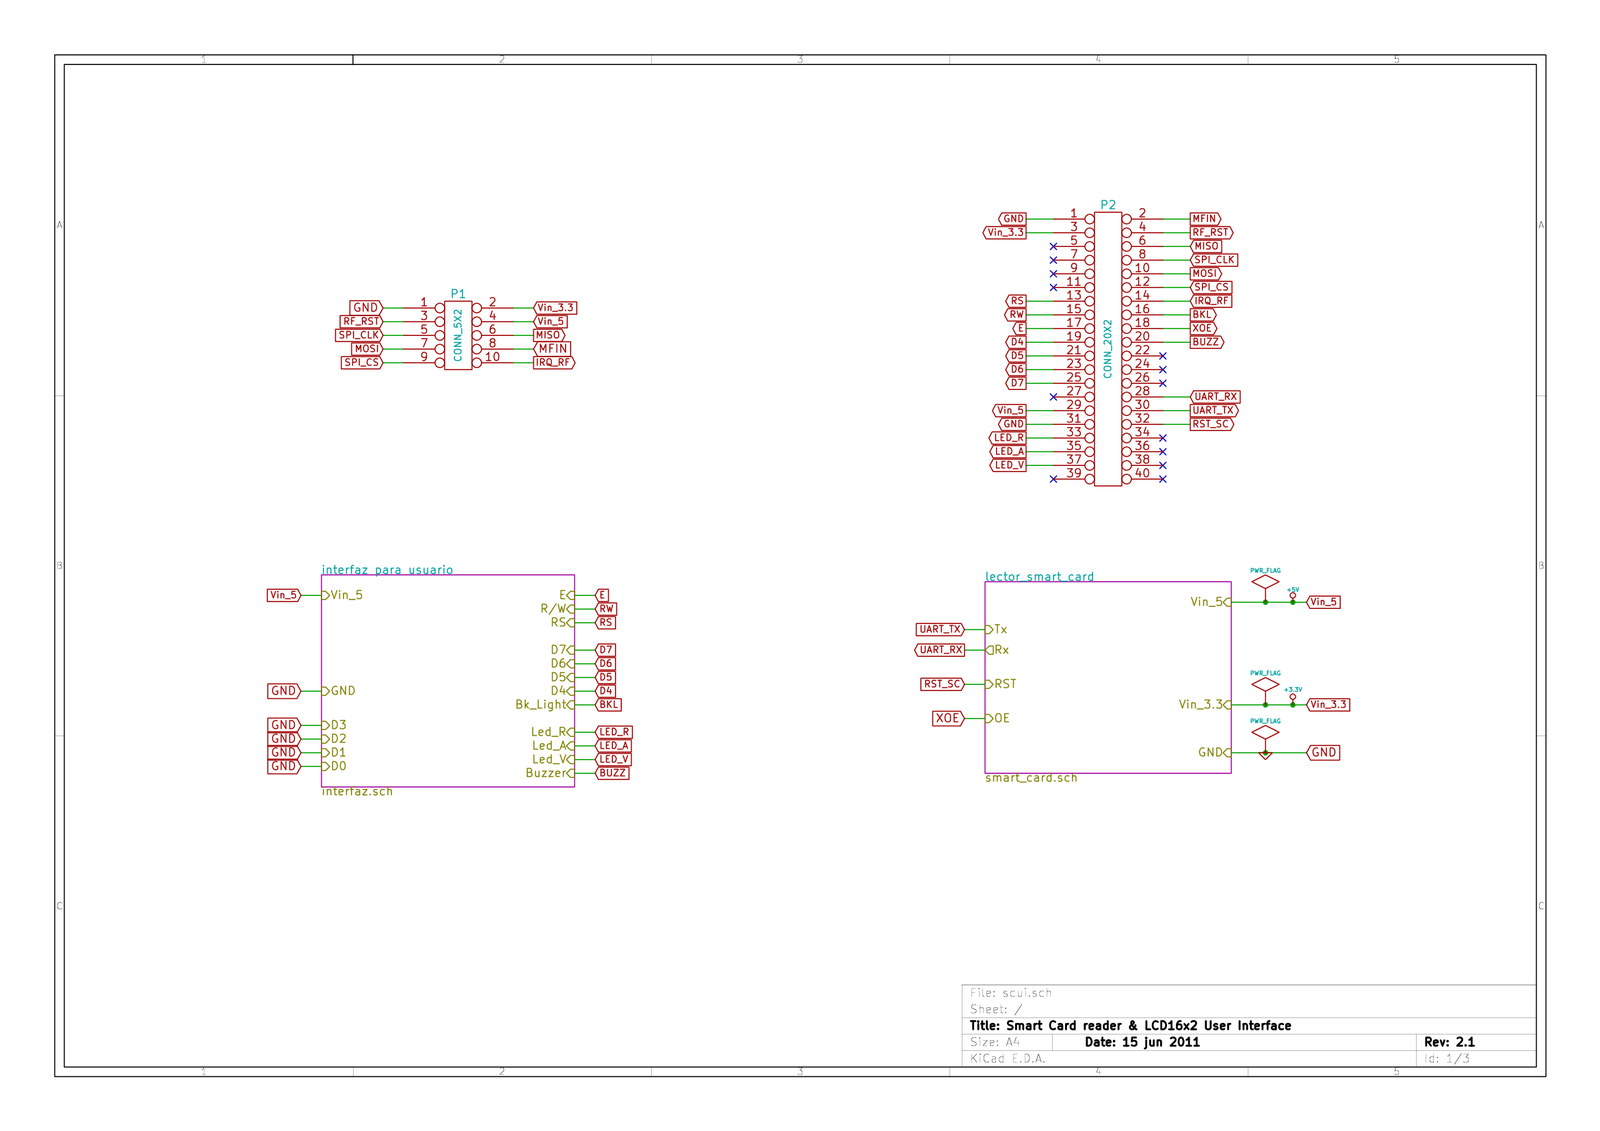 1 2 3 4 5
A A
B B
C C
P1
CONN_5X2
GND 1 2 Vin_3.3
RF_RST 3 4 Vin_5
SPI_CLK 5 6 MISO
MOSI 7 8 MFIN
SPI_CS 9 10 IRQ_RF
P2
CONN_20X2
GND 1 2 MFIN
Vin_3.3 3 4 RF_RST
5 6 MISO
7 8 SPI_CLK
9 10 MOSI
11 12 SPI_CS
RS 13 14 IRQ_RF
RW 15 16 BKL
E 17 18 XOE
D4 19 20 BUZZ
D5 21 22
D6 23 24
D7 25 26
27 28 UART_RX
Vin_5 29 30 UART_TX
GND 31 32 RST_SC
LED_R 33 34
LED_A 35 36
LED_V 37 38
39 40
interfaz para usuario
Vin_5 Vin_5 E E
R/W RW
RS RS
D7 D7
D6 D6
D5 D5
GND GND D4 D4
Bk_Light BKL
GND D3 Led_R LED_R
GND D2 Led_A LED_A
GND D1 Led_V LED_V
GND D0 Buzzer BUZZ
interfaz.sch
lector_smart_card
PWR_FLAG
+5V
Vin_5 Vin_5
UART_TX Tx
UART_RX Rx
PWR_FLAG
RST_SC RST
+3.3V
Vin_3.3 Vin_3.3
XOE OE
PWR_FLAG
GND GND
smart_card.sch
File: scui.sch
Sheet: /
Title: Smart Card reader & LCD16x2 User Interface
Size: A4 Date: 15 jun 2011 Rev: 2.1
KiCad E.D.A. Id: 1/3
1 2 3 4 5